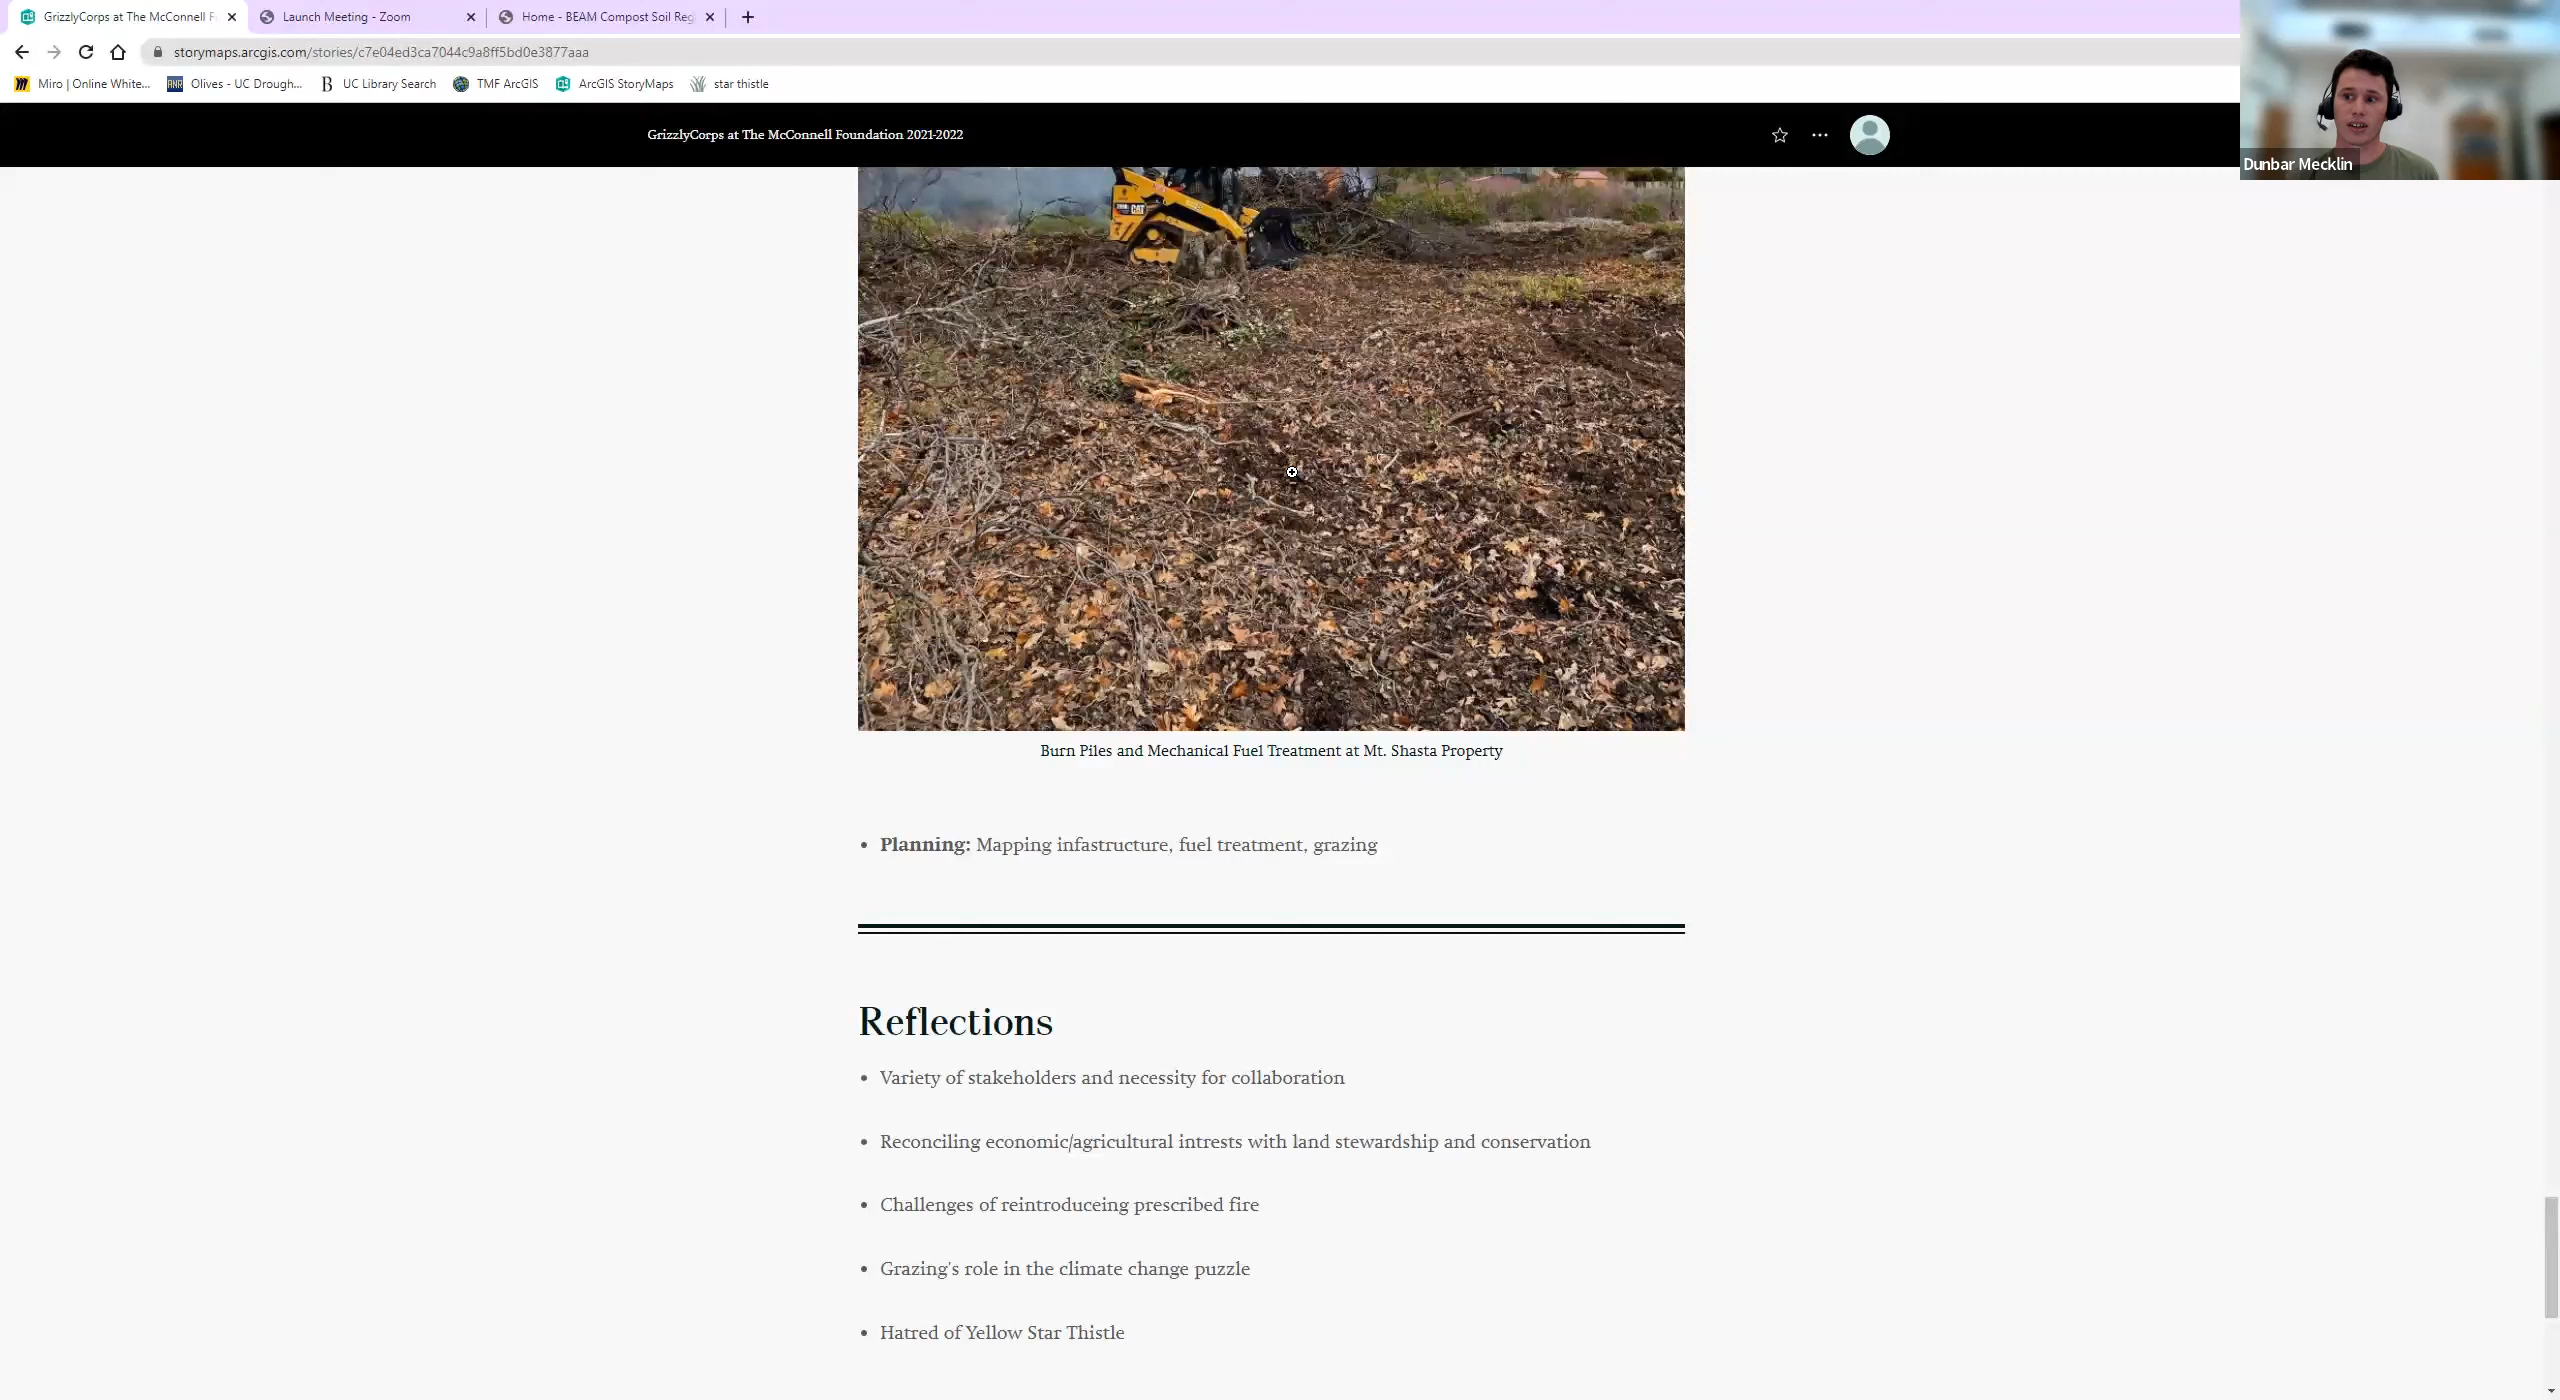 GrizzlyCorps at The McConnell F
Launch Meeting - Zoom
Home - BEAM Compost Soil Reg
storymaps.arcgis.com/stories/c7e04ed3ca7044c9a8ff5bd0e3877aaa
Miro | Online White...
Olives - UC Drough...
UC Library Search
TMF ArcGIS
ArcGIS StoryMaps
star thistle
GrizzlyCorps at The McConnell Foundation 2021-2022
Dunbar Mecklin
CAT
Burn Piles and Mechanical Fuel Treatment at Mt. Shasta Property
• Planning: Mapping infastructure, fuel treatment, grazing
Reflections
• Variety of stakeholders and necessity for collaboration
• Reconciling economic/agricultural intrests with land stewardship and conservation
• Challenges of reintroduceing prescribed fire
• Grazing's role in the climate change puzzle
• Hatred of Yellow Star Thistle